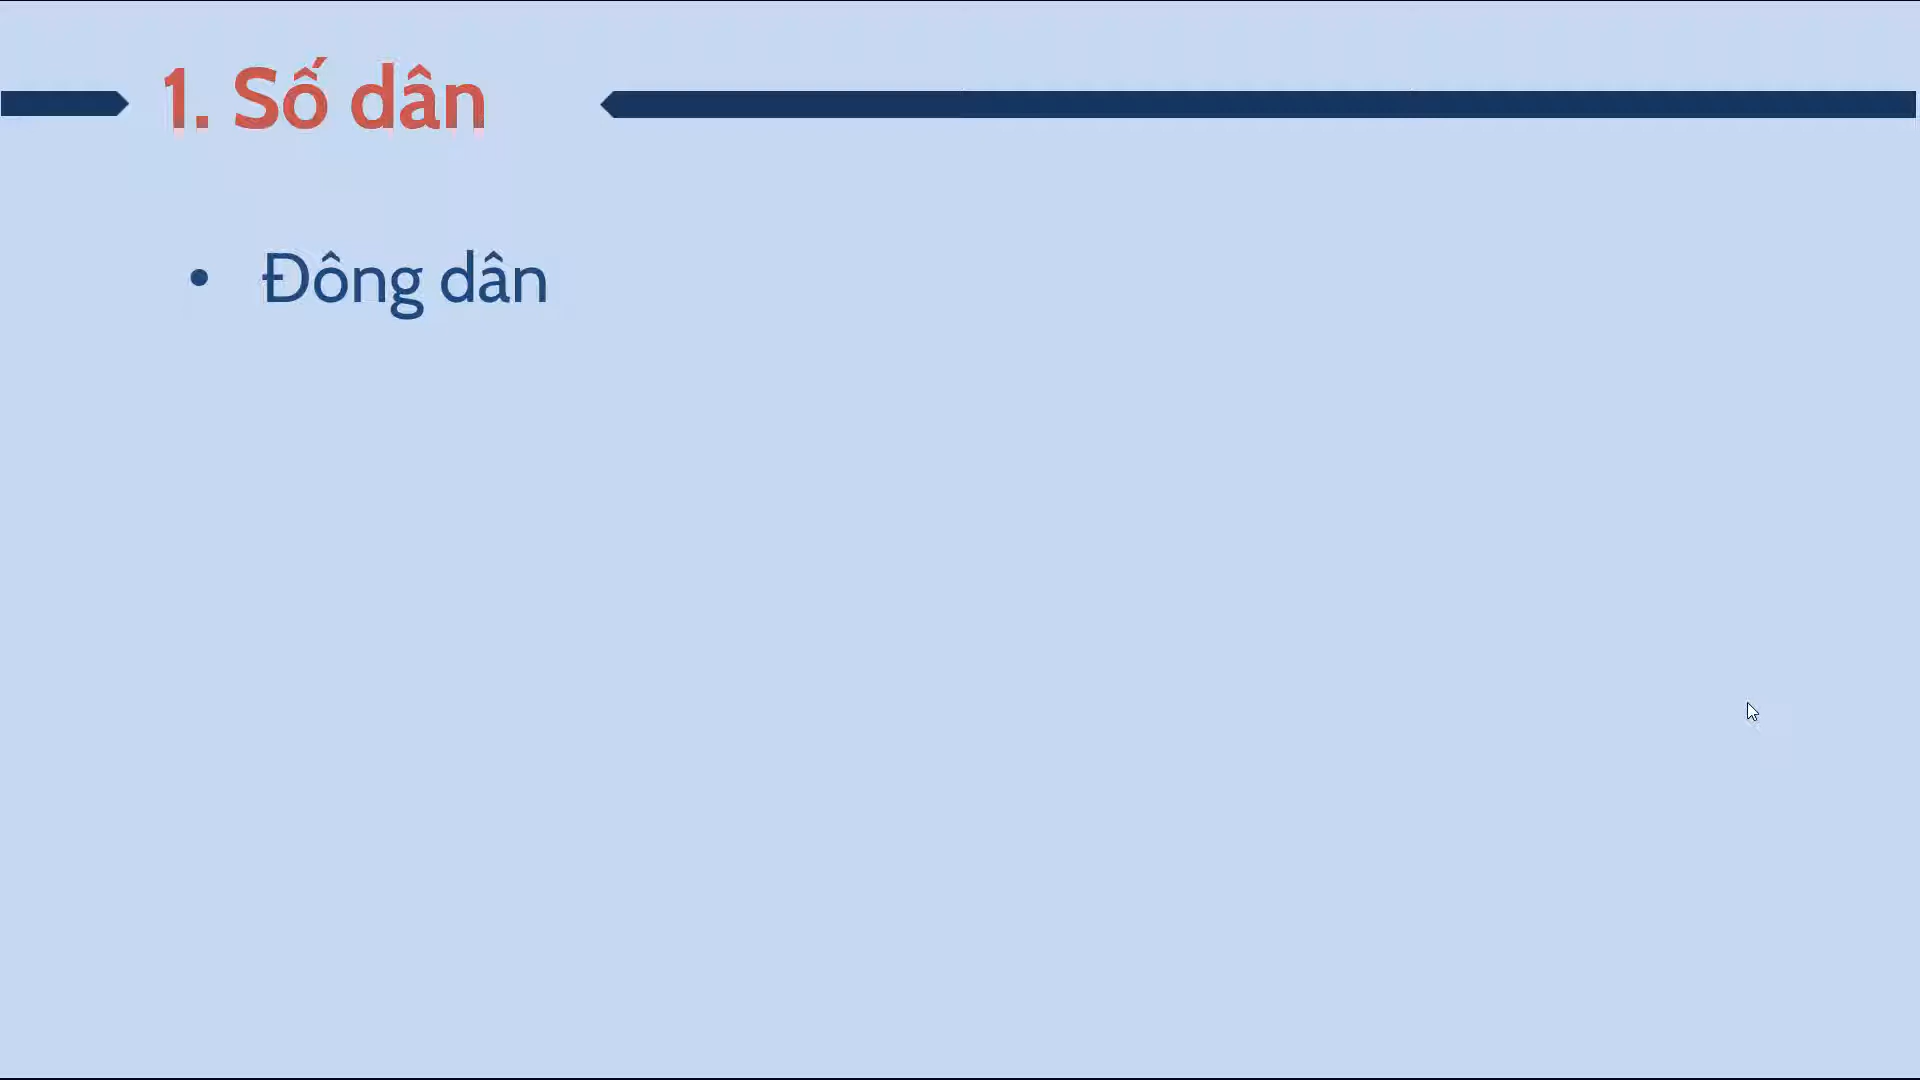 1. Số dân
• Đông dân